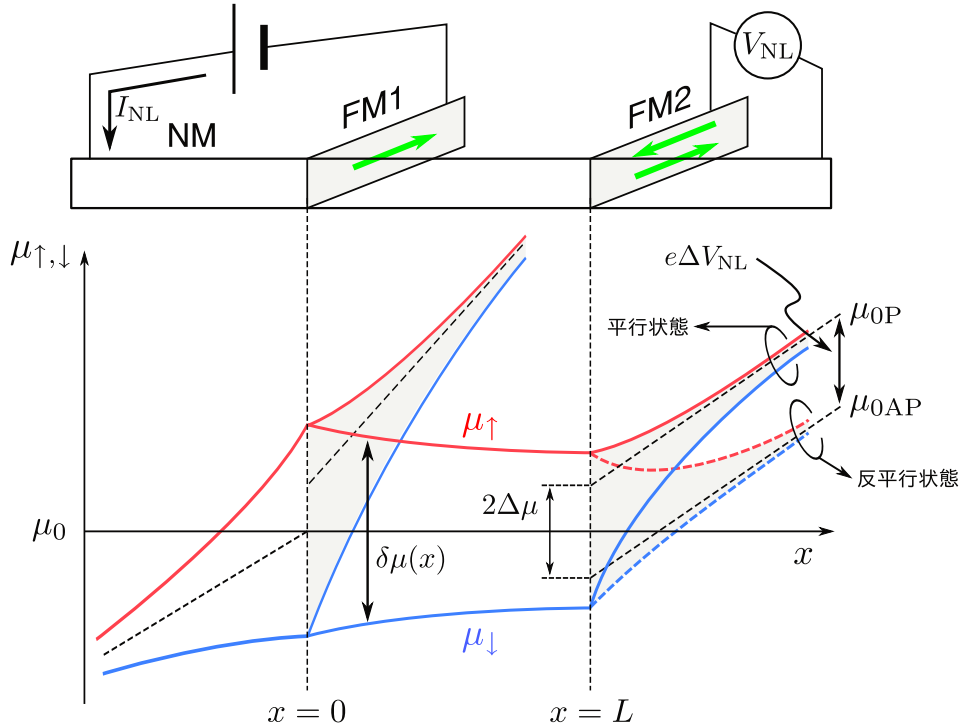 I_NL
NM
FM1
FM2
V_NL
μ↑,↓
eΔV_NL
平行状態
μ_0P
μ↑
μ_0AP
反平行状態
2Δμ
μ_0
x
δμ(x)
μ↓
x = 0
x = L